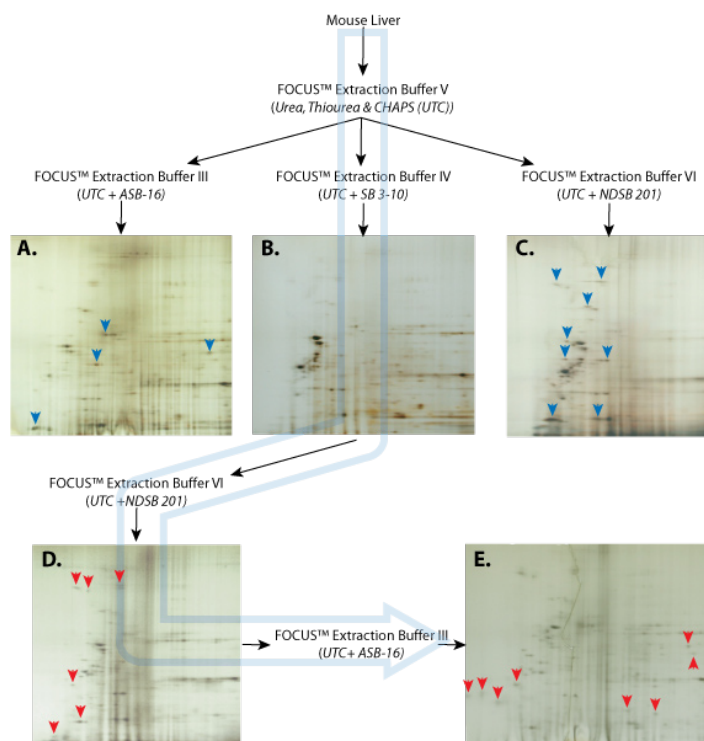 Mouse Liver
FOCUS™ Extraction Buffer V
(Urea, Thiourea & CHAPS (UTC))
FOCUS™ Extraction Buffer III
(UTC + ASB-16)
FOCUS™ Extraction Buffer IV
(UTC + SB 3-10)
FOCUS™ Extraction Buffer VI
(UTC + NDSB 201)
A.
B.
C.
FOCUS™ Extraction Buffer VI
(UTC +NDSB 201)
D.
FOCUS™ Extraction Buffer III
(UTC+ ASB-16)
E.